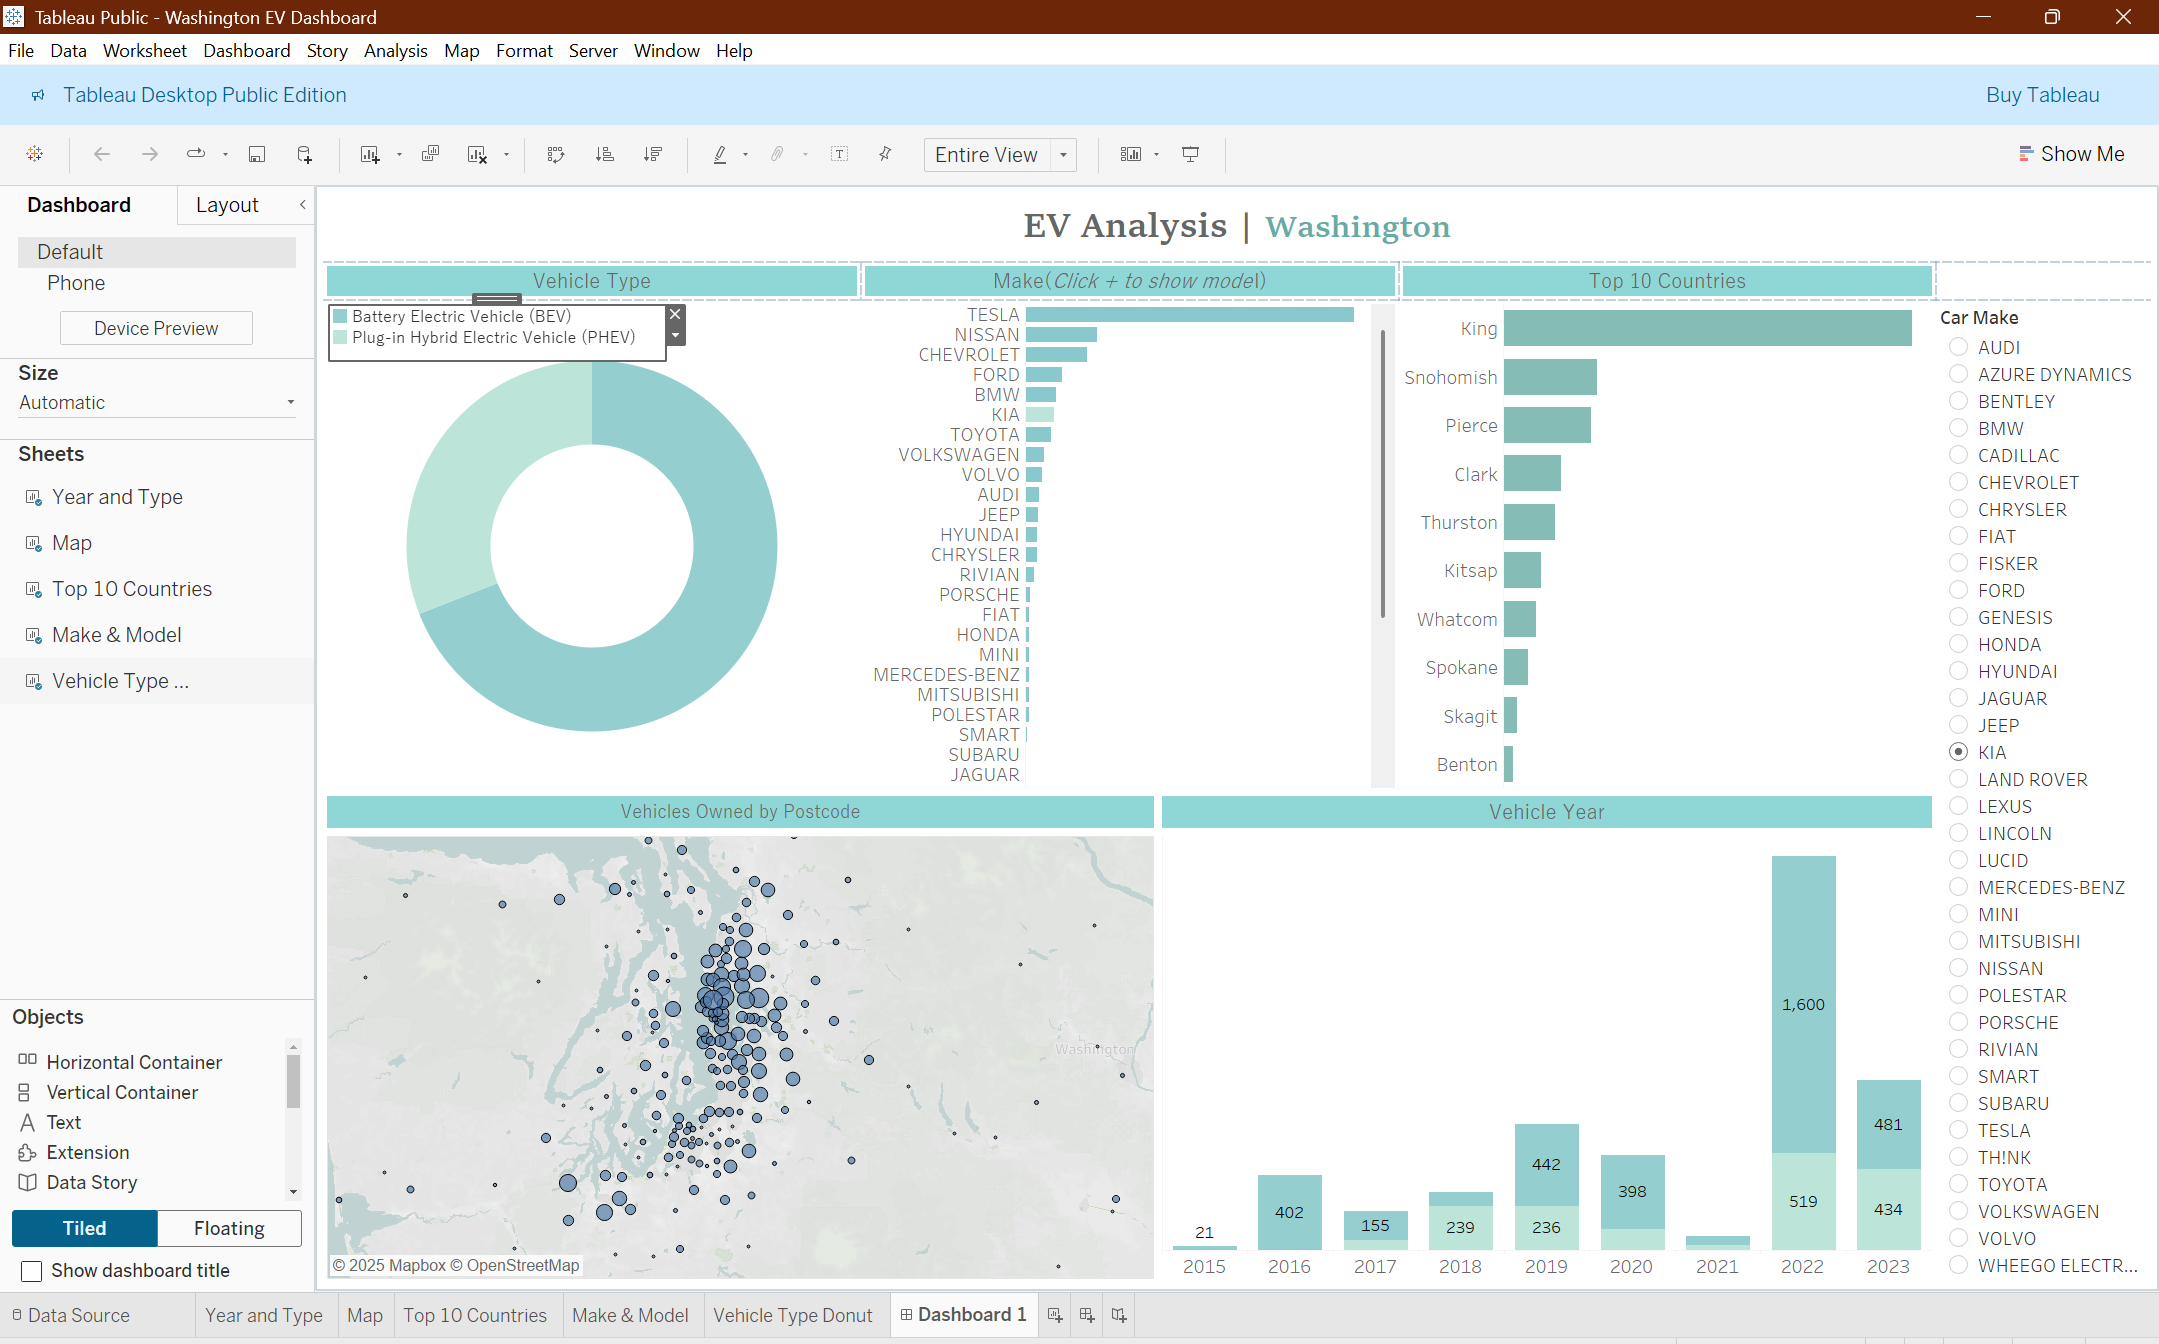 Tableau Public - Washington EV Dashboard
File Data Worksheet Dashboard Story Analysis Map Format Server Window Help
Tableau Desktop Public Edition
Buy Tableau
Entire View
Show Me
Dashboard
Layout
Default
Phone
Device Preview
Size
Automatic
Sheets
Year and Type
Map
Top 10 Countries
Make & Model
Vehicle Type ...
Objects
Horizontal Container
Vertical Container
Text
Extension
Data Story
Tiled
Floating
Show dashboard title
EV Analysis | Washington
Vehicle Type
Battery Electric Vehicle (BEV)
Plug-in Hybrid Electric Vehicle (PHEV)
Make(Click + to show model)
TESLA
NISSAN
CHEVROLET
FORD
BMW
KIA
TOYOTA
VOLKSWAGEN
VOLVO
AUDI
JEEP
HYUNDAI
CHRYSLER
RIVIAN
PORSCHE
FIAT
HONDA
MINI
MERCEDES-BENZ
MITSUBISHI
POLESTAR
SMART
SUBARU
JAGUAR
Top 10 Countries
King
Snohomish
Pierce
Clark
Thurston
Kitsap
Whatcom
Spokane
Skagit
Benton
Car Make
AUDI
AZURE DYNAMICS
BENTLEY
BMW
CADILLAC
CHEVROLET
CHRYSLER
FIAT
FISKER
FORD
GENESIS
HONDA
HYUNDAI
JAGUAR
JEEP
KIA
LAND ROVER
LEXUS
LINCOLN
LUCID
MERCEDES-BENZ
MINI
MITSUBISHI
NISSAN
POLESTAR
PORSCHE
RIVIAN
SMART
SUBARU
TESLA
TH!NK
TOYOTA
VOLKSWAGEN
VOLVO
WHEEGO ELECTR...
Vehicles Owned by Postcode
Washington
© 2025 Mapbox © OpenStreetMap
Vehicle Year
21
402
155
239
442
236
398
1,600
519
481
434
2015 2016 2017 2018 2019 2020 2021 2022 2023
Data Source
Year and Type
Map
Top 10 Countries
Make & Model
Vehicle Type Donut
Dashboard 1